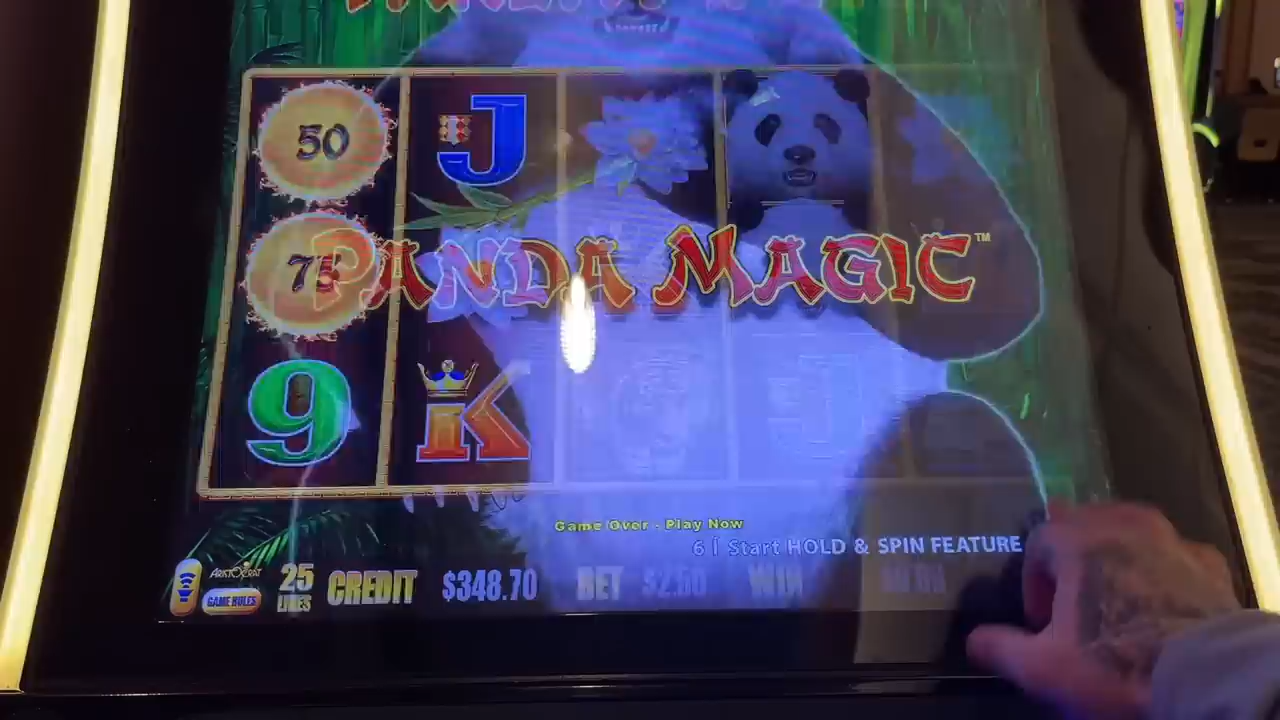 50
J
75
PANDA MAGIC™
9
K
Game Over - Play Now
Start HOLD & SPIN FEATURE
ARISTOCRAT
GAME RULES
25
LINES
CREDIT
$348.70
BET
WIN